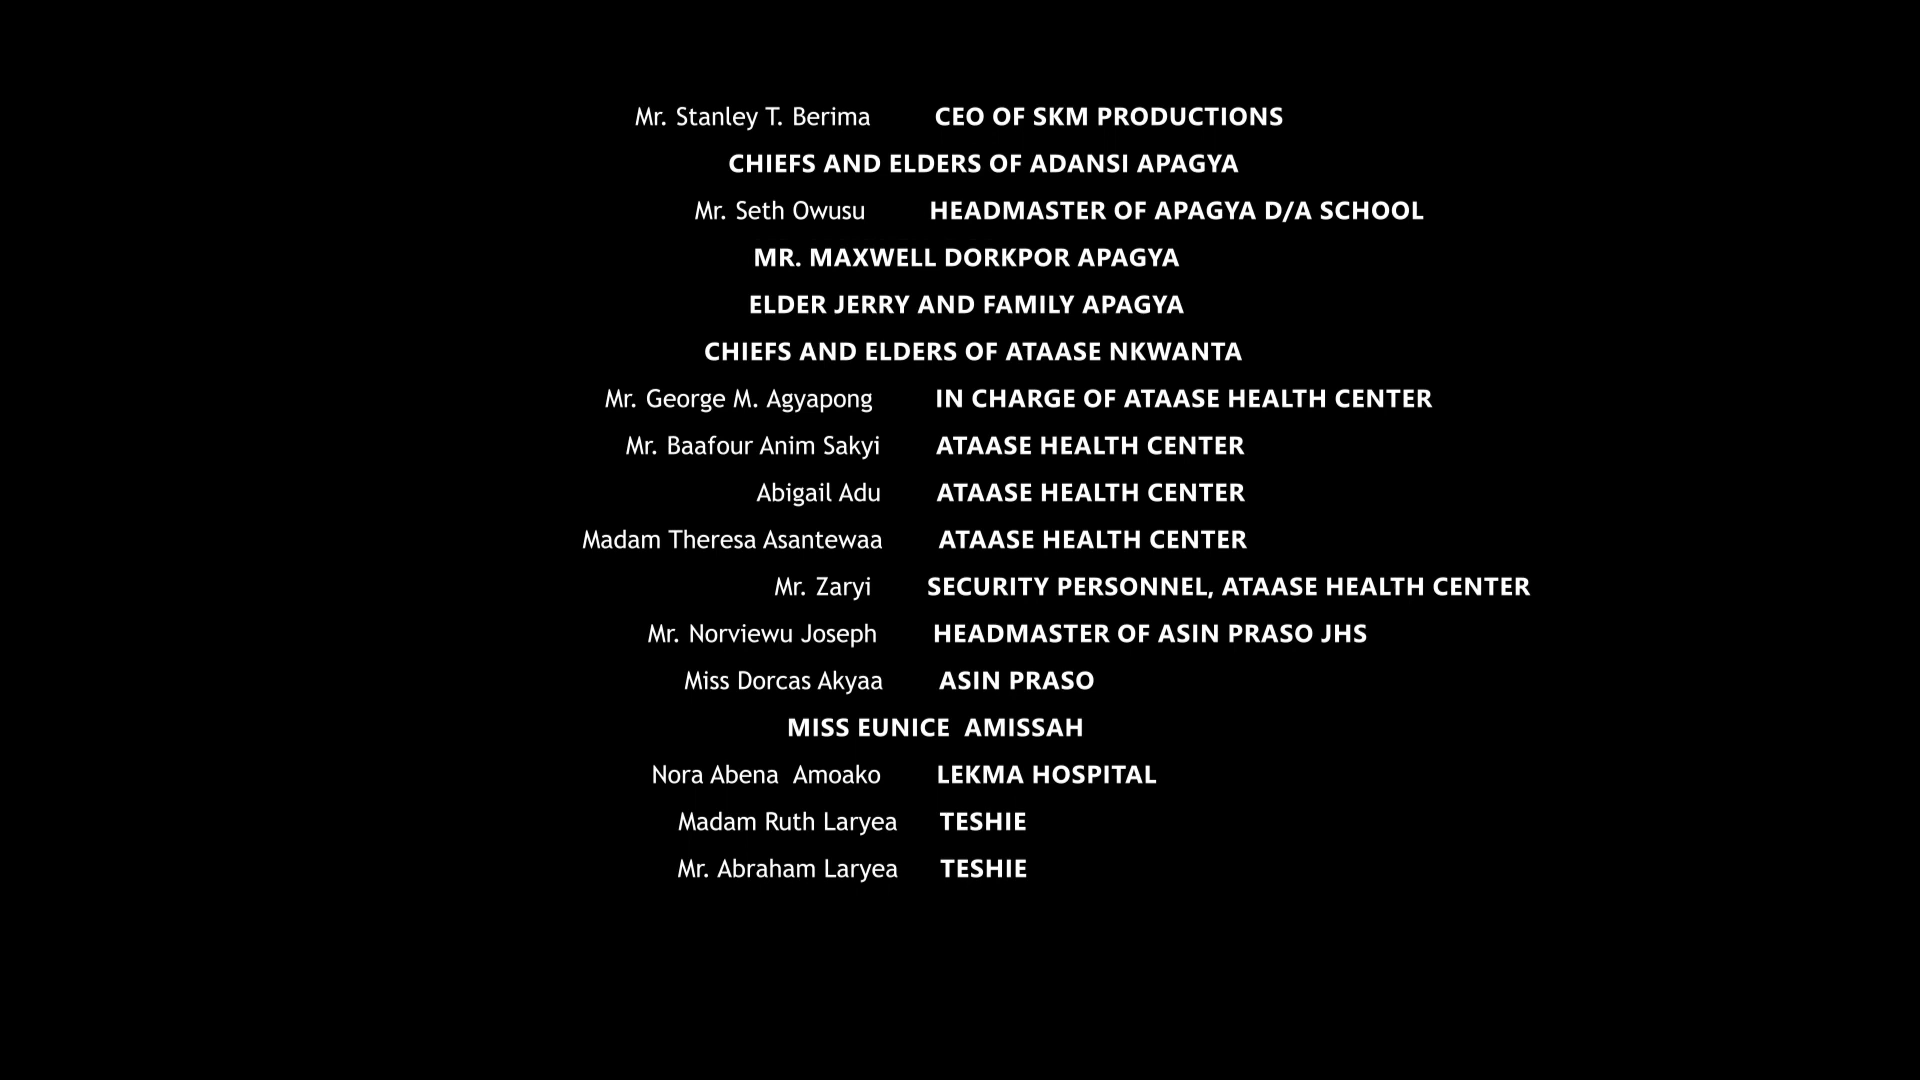 Mr. Stanley T. Berima CEO OF SKM PRODUCTIONS
CHIEFS AND ELDERS OF ADANSI APAGYA
Mr. Seth Owusu HEADMASTER OF APAGYA D/A SCHOOL
MR. MAXWELL DORKPOR APAGYA
ELDER JERRY AND FAMILY APAGYA
CHIEFS AND ELDERS OF ATAASE NKWANTA
Mr. George M. Agyapong IN CHARGE OF ATAASE HEALTH CENTER
Mr. Baafour Anim Sakyi ATAASE HEALTH CENTER
Abigail Adu ATAASE HEALTH CENTER
Madam Theresa Asantewaa ATAASE HEALTH CENTER
Mr. Zaryi SECURITY PERSONNEL, ATAASE HEALTH CENTER
Mr. Norviewu Joseph HEADMASTER OF ASIN PRASO JHS
Miss Dorcas Akyaa ASIN PRASO
MISS EUNICE AMISSAH
Nora Abena Amoako LEKMA HOSPITAL
Madam Ruth Laryea TESHIE
Mr. Abraham Laryea TESHIE